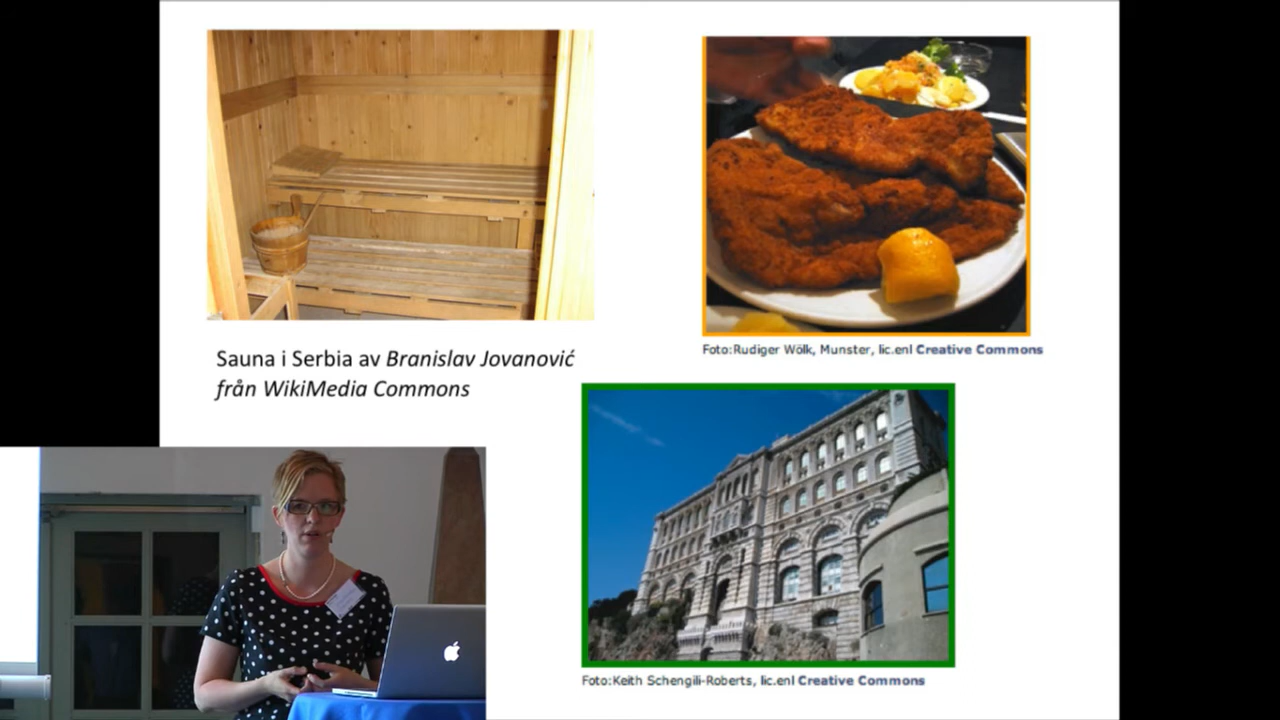 Foto:Rudiger Wölk, Munster, lic.enl Creative Commons
Sauna i Serbia av Branislav Jovanović
från WikiMedia Commons
Foto:Keith Schengili-Roberts, lic.enl Creative Commons